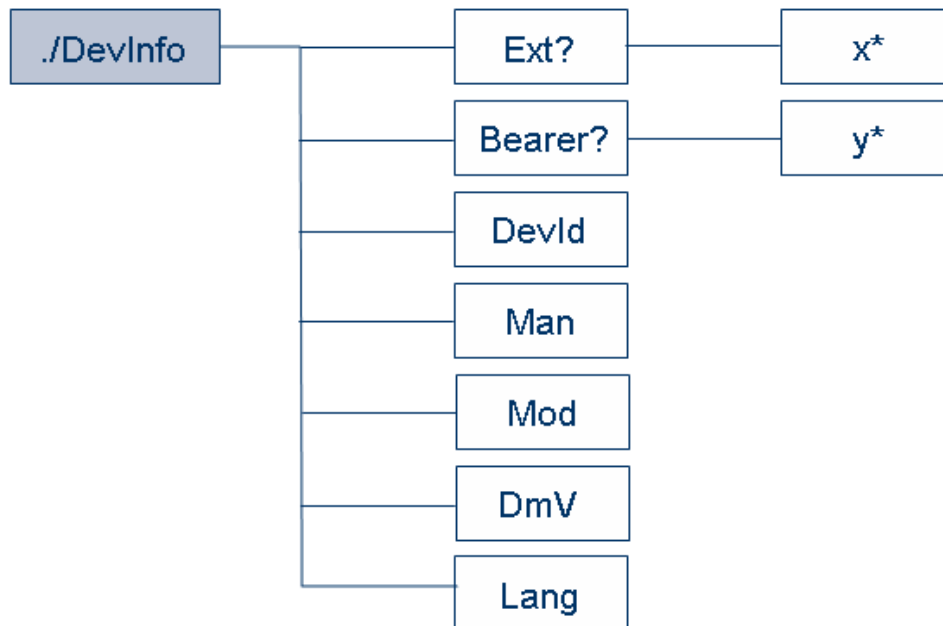 ./DevInfo
Ext?
x*
Bearer?
y*
DevId
Man
Mod
DmV
Lang